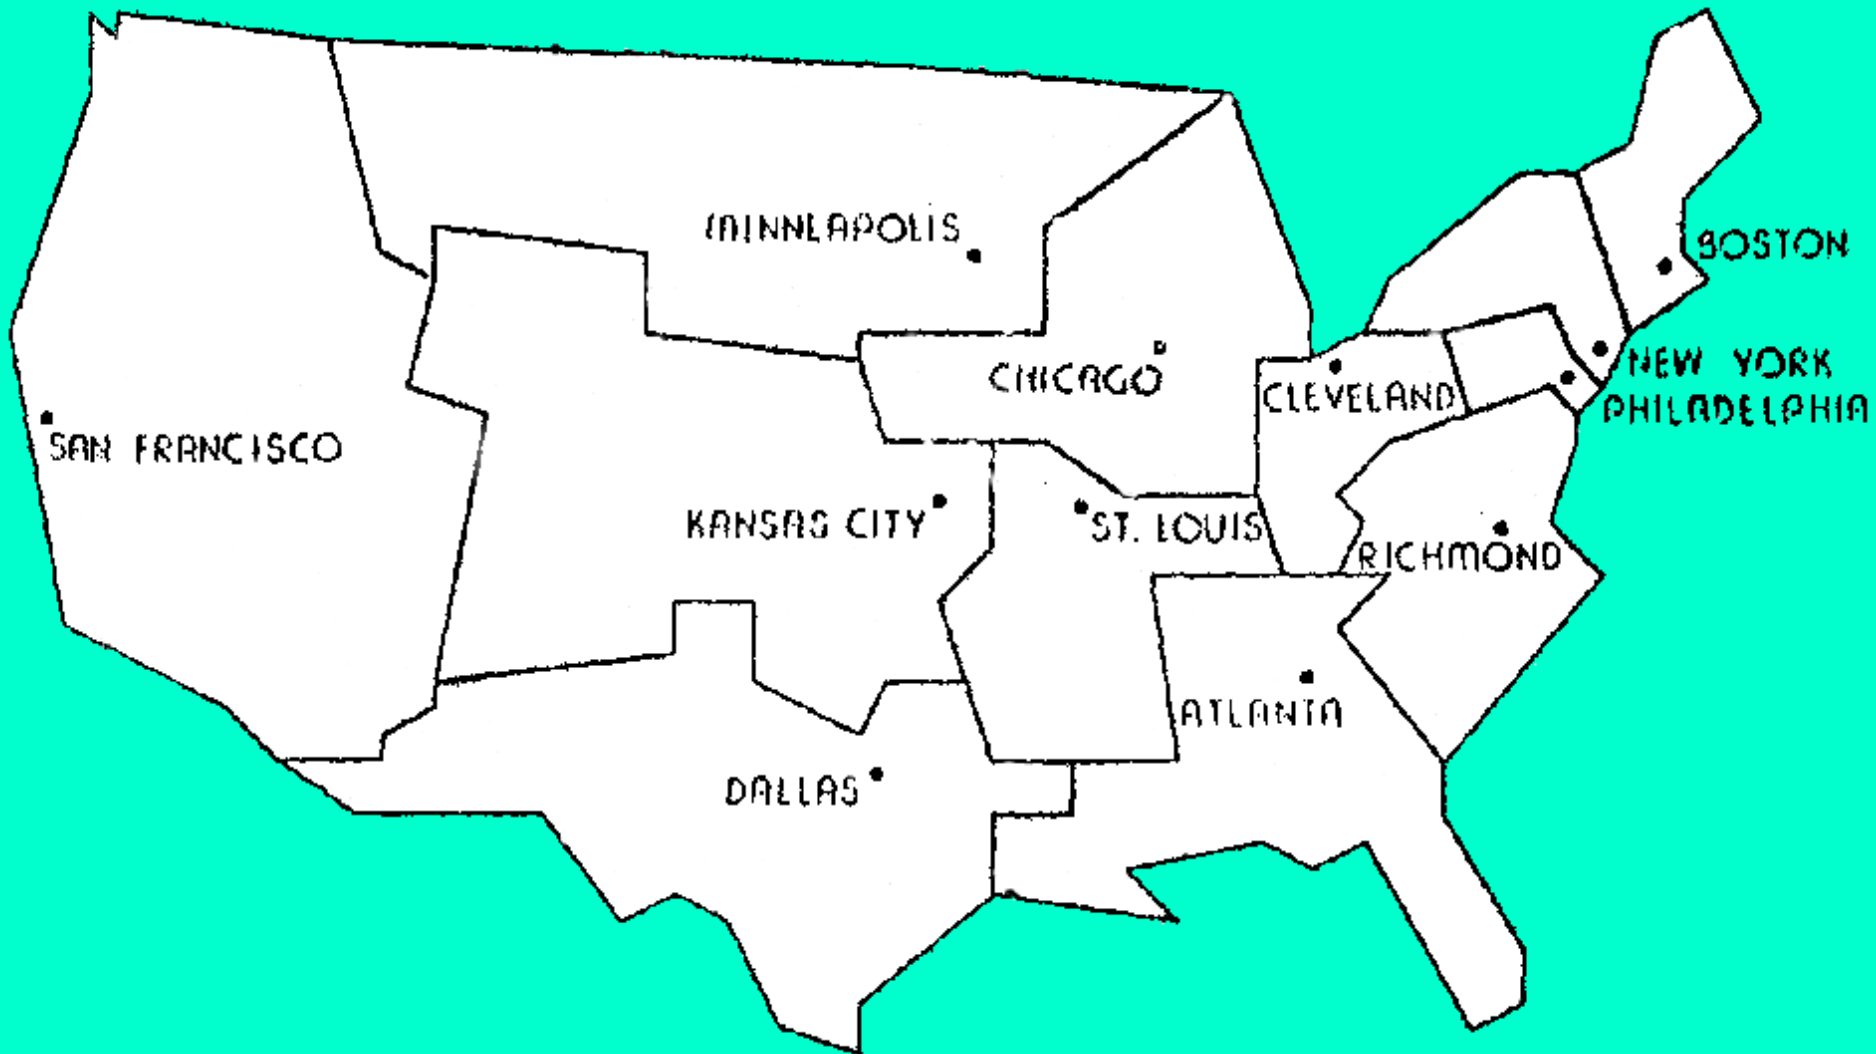 MINNEAPOLIS
BOSTON
CHICAGO
CLEVELAND
NEW YORK
PHILADELPHIA
SAN FRANCISCO
KANSAS CITY
ST. LOUIS
RICHMOND
ATLANTA
DALLAS